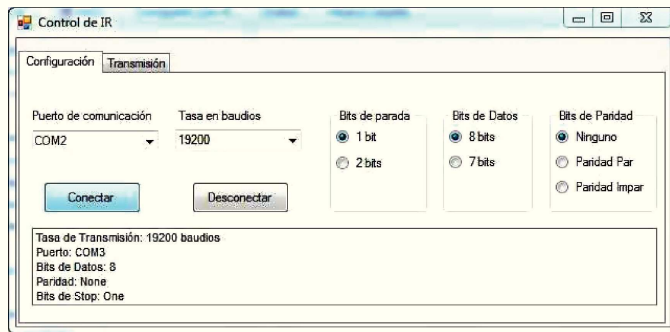 Control de IR
Configuración Transmisión
Puerto de comunicación Tasa en baudios Bits de parada Bits de Datos Bits de Paridad
COM2 19200 1 bit 8 bits Ninguno
2 bits 7 bits Paridad Par
Conectar Desconectar Paridad Impar
Tasa de Transmisión: 19200 baudios
Puerto: COM3
Bits de Datos: 8
Paridad: None
Bits de Stop: One